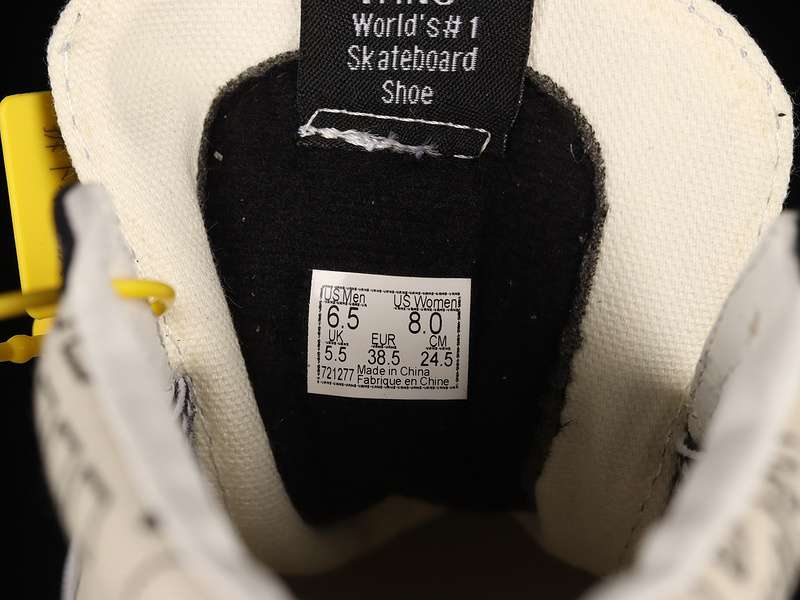 World's #1
Skateboard
Shoe
US Men US Women
6.5 8.0
UK EUR CM
5.5 38.5 24.5
721277 Made in China
Fabrique en Chine